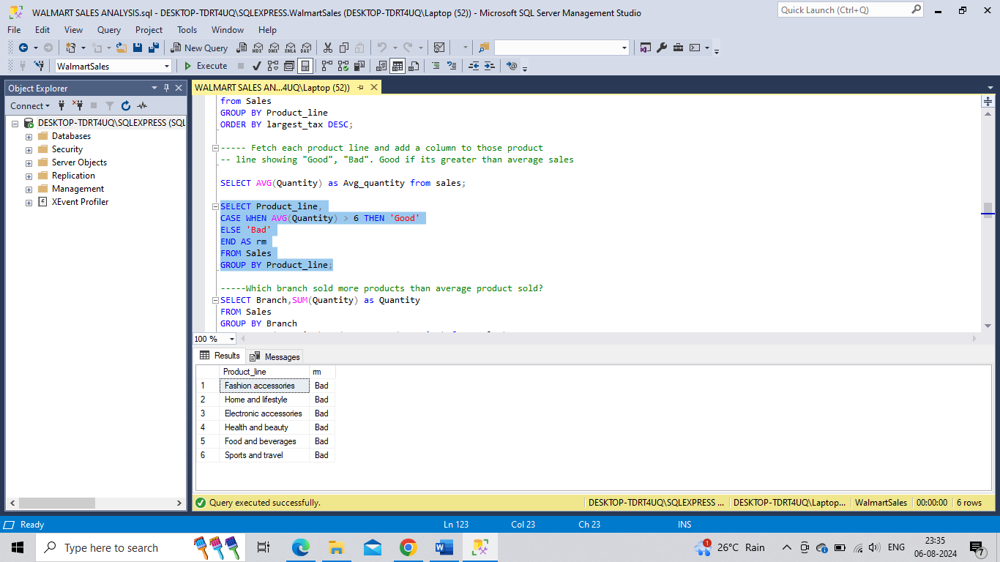 WALMART SALES ANALYSIS.sql - DESKTOP-TDRT4UQ\SQLEXPRESS.WalmartSales (DESKTOP-TDRT4UQ\Laptop (52)) - Microsoft SQL Server Management Studio
Quick Launch (Ctrl+Q)
File Edit View Query Project Tools Window Help
New Query MDX DMX XMLA DAX
WalmartSales Execute
Object Explorer
WALMART SALES AN...4UQ\Laptop (52))
Connect
DESKTOP-TDRT4UQ\SQLEXPRESS (SQL
Databases
Security
Server Objects
Replication
Management
XEvent Profiler
from Sales
GROUP BY Product_line
ORDER BY largest_tax DESC;
----- Fetch each product line and add a column to those product
-- line showing "Good", "Bad". Good if its greater than average sales
SELECT AVG(Quantity) as Avg_quantity from sales;
SELECT Product_line,
CASE WHEN AVG(Quantity) > 6 THEN 'Good'
ELSE 'Bad'
END AS rm
FROM Sales
GROUP BY Product_line;
-----Which branch sold more products than average product sold?
SELECT Branch,SUM(Quantity) as Quantity
FROM Sales
GROUP BY Branch
100 %
Results Messages
Product_line rm
1 Fashion accessories Bad
2 Home and lifestyle Bad
3 Electronic accessories Bad
4 Health and beauty Bad
5 Food and beverages Bad
6 Sports and travel Bad
Query executed successfully. DESKTOP-TDRT4UQ\SQLEXPRESS ... DESKTOP-TDRT4UQ\Laptop... WalmartSales 00:00:00 6 rows
Ready Ln 123 Col 23 Ch 23 INS
Type here to search
1 26°C Rain ENG 23:35
06-08-2024 7